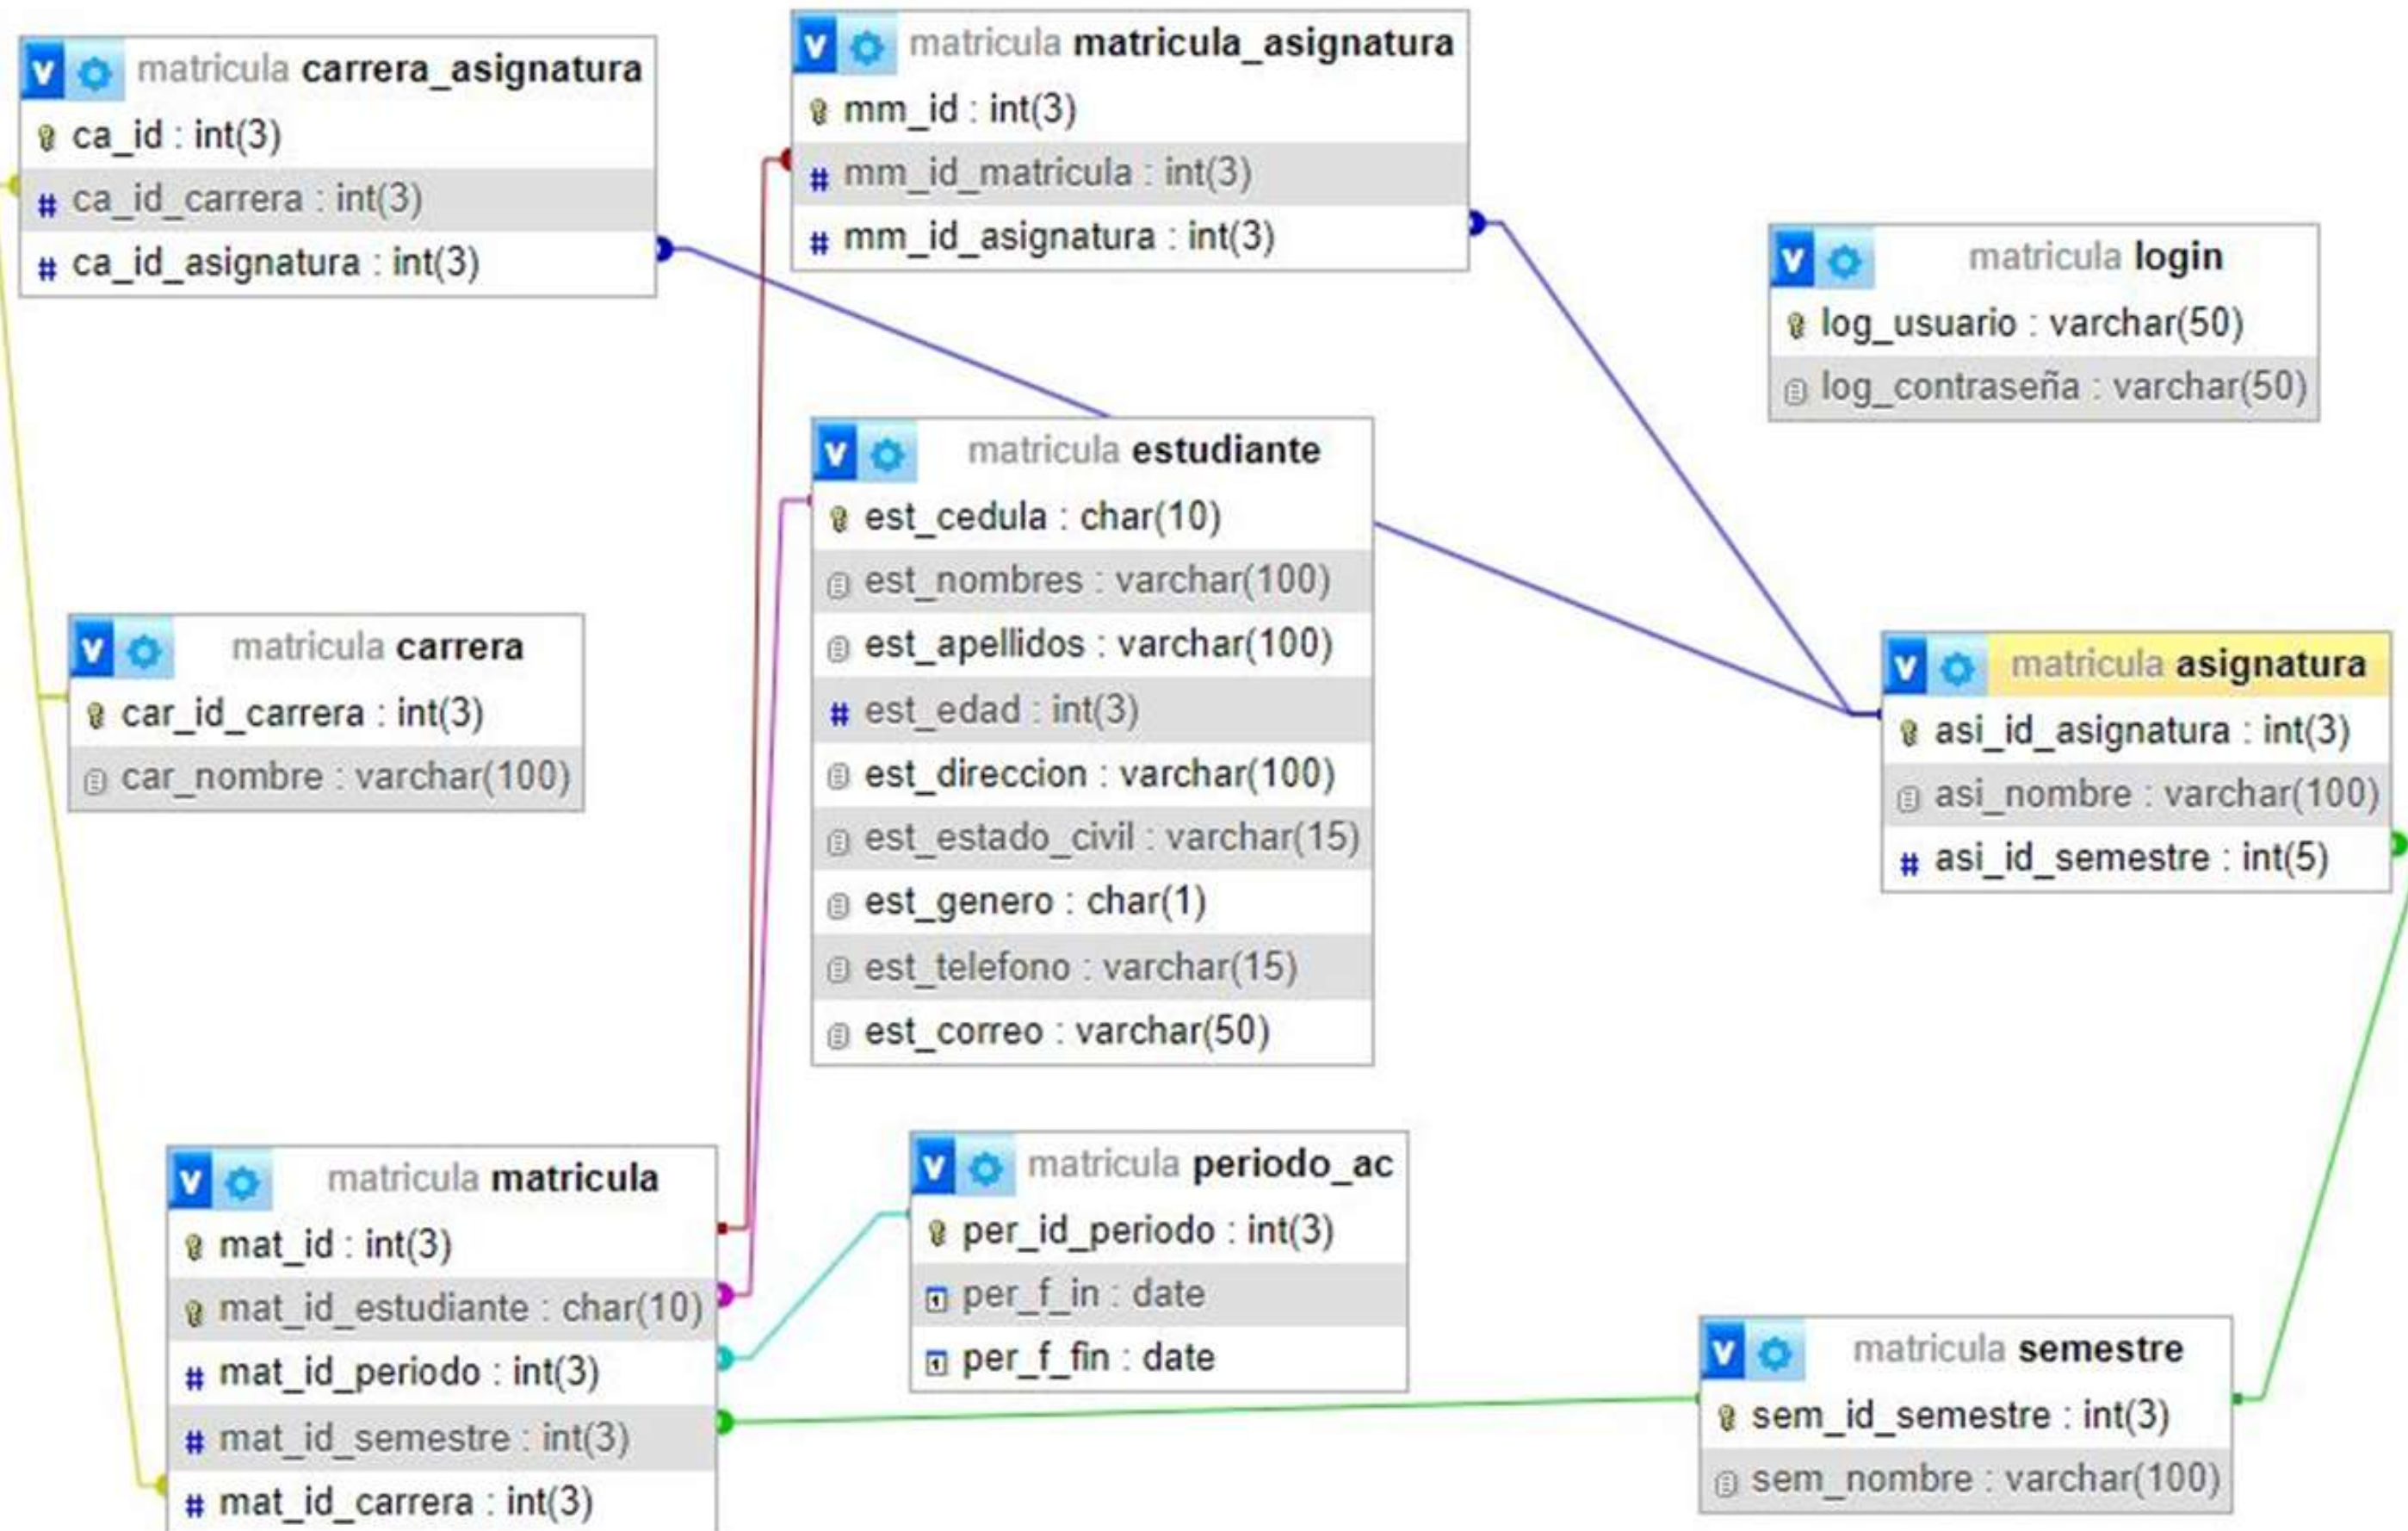 matricula carrera_asignatura
ca_id : int(3)
ca_id_carrera : int(3)
ca_id_asignatura : int(3)
matricula matricula_asignatura
mm_id : int(3)
mm_id_matricula : int(3)
mm_id_asignatura : int(3)
matricula login
log_usuario : varchar(50)
log_contraseña : varchar(50)
matricula estudiante
est_cedula : char(10)
est_nombres : varchar(100)
est_apellidos : varchar(100)
est_edad : int(3)
est_direccion : varchar(100)
est_estado_civil : varchar(15)
est_genero : char(1)
est_telefono : varchar(15)
est_correo : varchar(50)
matricula carrera
car_id_carrera : int(3)
car_nombre : varchar(100)
matricula asignatura
asi_id_asignatura : int(3)
asi_nombre : varchar(100)
asi_id_semestre : int(5)
matricula matricula
mat_id : int(3)
mat_id_estudiante : char(10)
mat_id_periodo : int(3)
mat_id_semestre : int(3)
mat_id_carrera : int(3)
matricula periodo_ac
per_id_periodo : int(3)
per_f_in : date
per_f_fin : date
matricula semestre
sem_id_semestre : int(3)
sem_nombre : varchar(100)